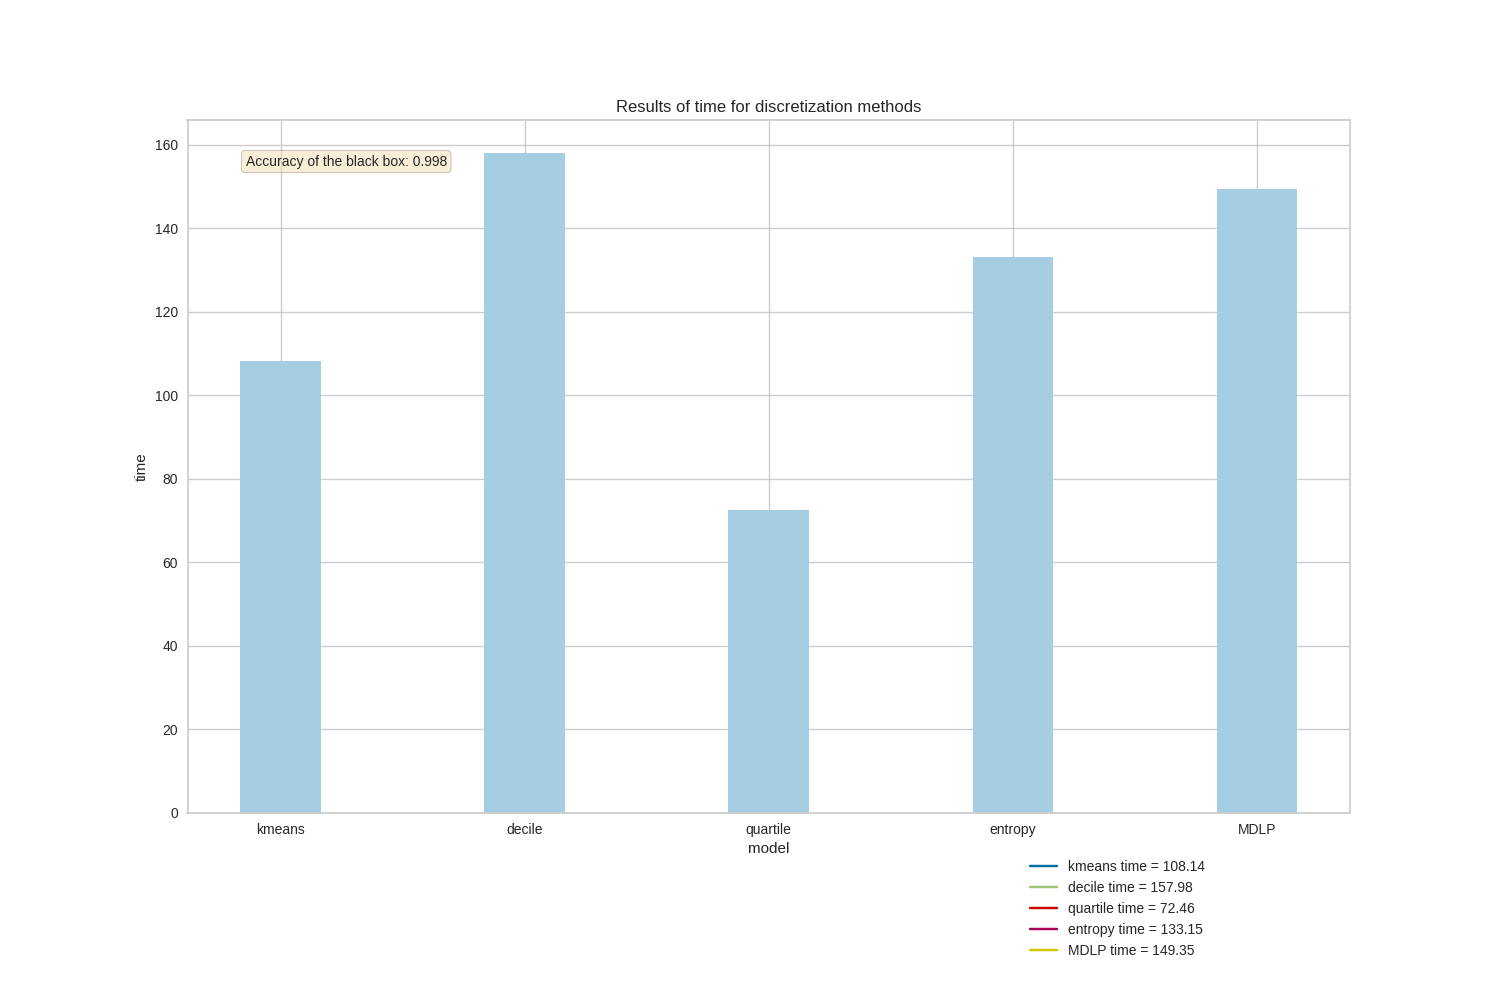 Results of time for discretization methods
160
Accuracy of the black box: 0.998
140
120
100
80
60
40
20
0
time
kmeans decile quartile entropy MDLP
model
kmeans time = 108.14
decile time = 157.98
quartile time = 72.46
entropy time = 133.15
MDLP time = 149.35